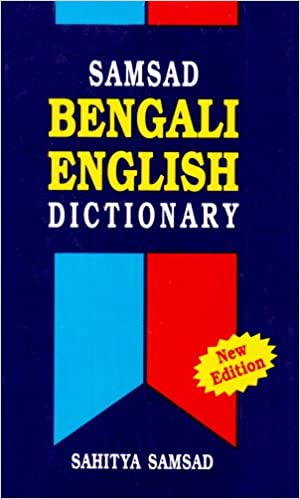 SAMSAD
BENGALI
ENGLISH
DICTIONARY
New
Edition
SAHITYA SAMSAD